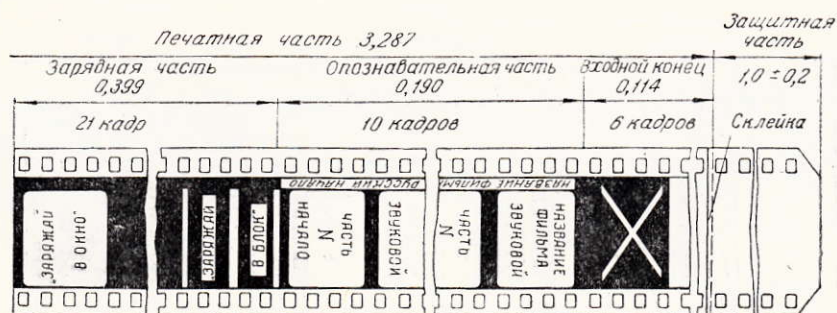 Печатная часть 3,287
Защитная часть
1,0 ± 0,2
Зарядная часть
0,399
Опознавательная часть
0,190
Входной конец
0,114
21 кадр
10 кадров
6 кадров
Склейка
"ЗАРЯЖАЙ
В ОКНО"
"ЗАРЯЖАЙ
В БЛОК"
РУССКИЙ НАЧАЛО
НАЧАЛО
N
ЧАСТЬ
ЗВУКОВОЙ
НАЗВАНИЕ ФИЛЬМ
ЧАСТЬ
N
НАЗВАНИЕ
ФИЛЬМА
ЗВУКОВОЙ